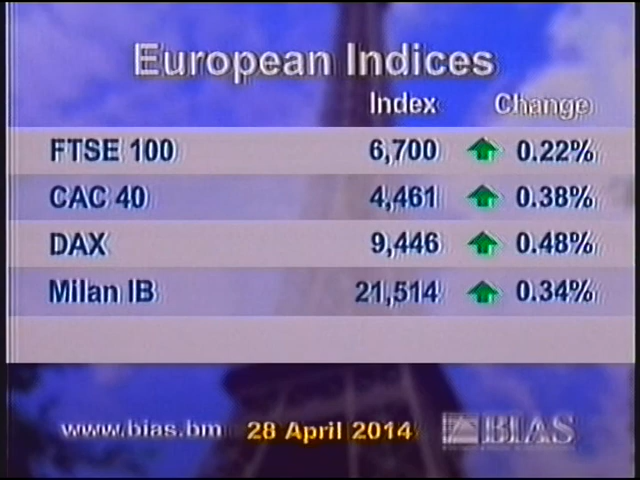 European Indices
Index Change
FTSE 100 6,700 0.22%
CAC 40 4,461 0.38%
DAX 9,446 0.48%
Milan IB 21,514 0.34%
www.bias.bm 28 April 2014 BIAS